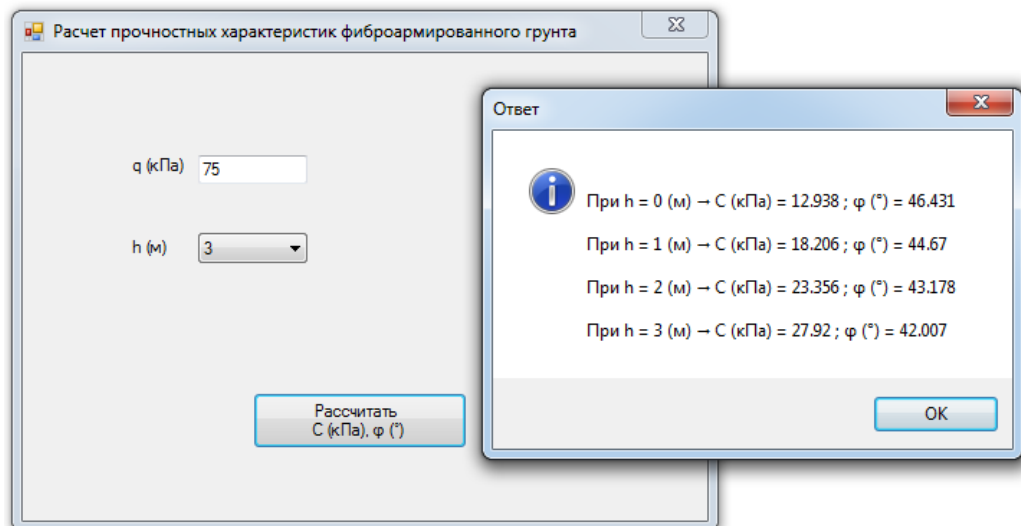 Расчет прочностных характеристик фиброармированного грунта
q (кПа) 75
h (м) 3
Рассчитать
С (кПа), φ (°)
Ответ
При h = 0 (м) → С (кПа) = 12.938 ; φ (°) = 46.431
При h = 1 (м) → С (кПа) = 18.206 ; φ (°) = 44.67
При h = 2 (м) → С (кПа) = 23.356 ; φ (°) = 43.178
При h = 3 (м) → С (кПа) = 27.92 ; φ (°) = 42.007
OK